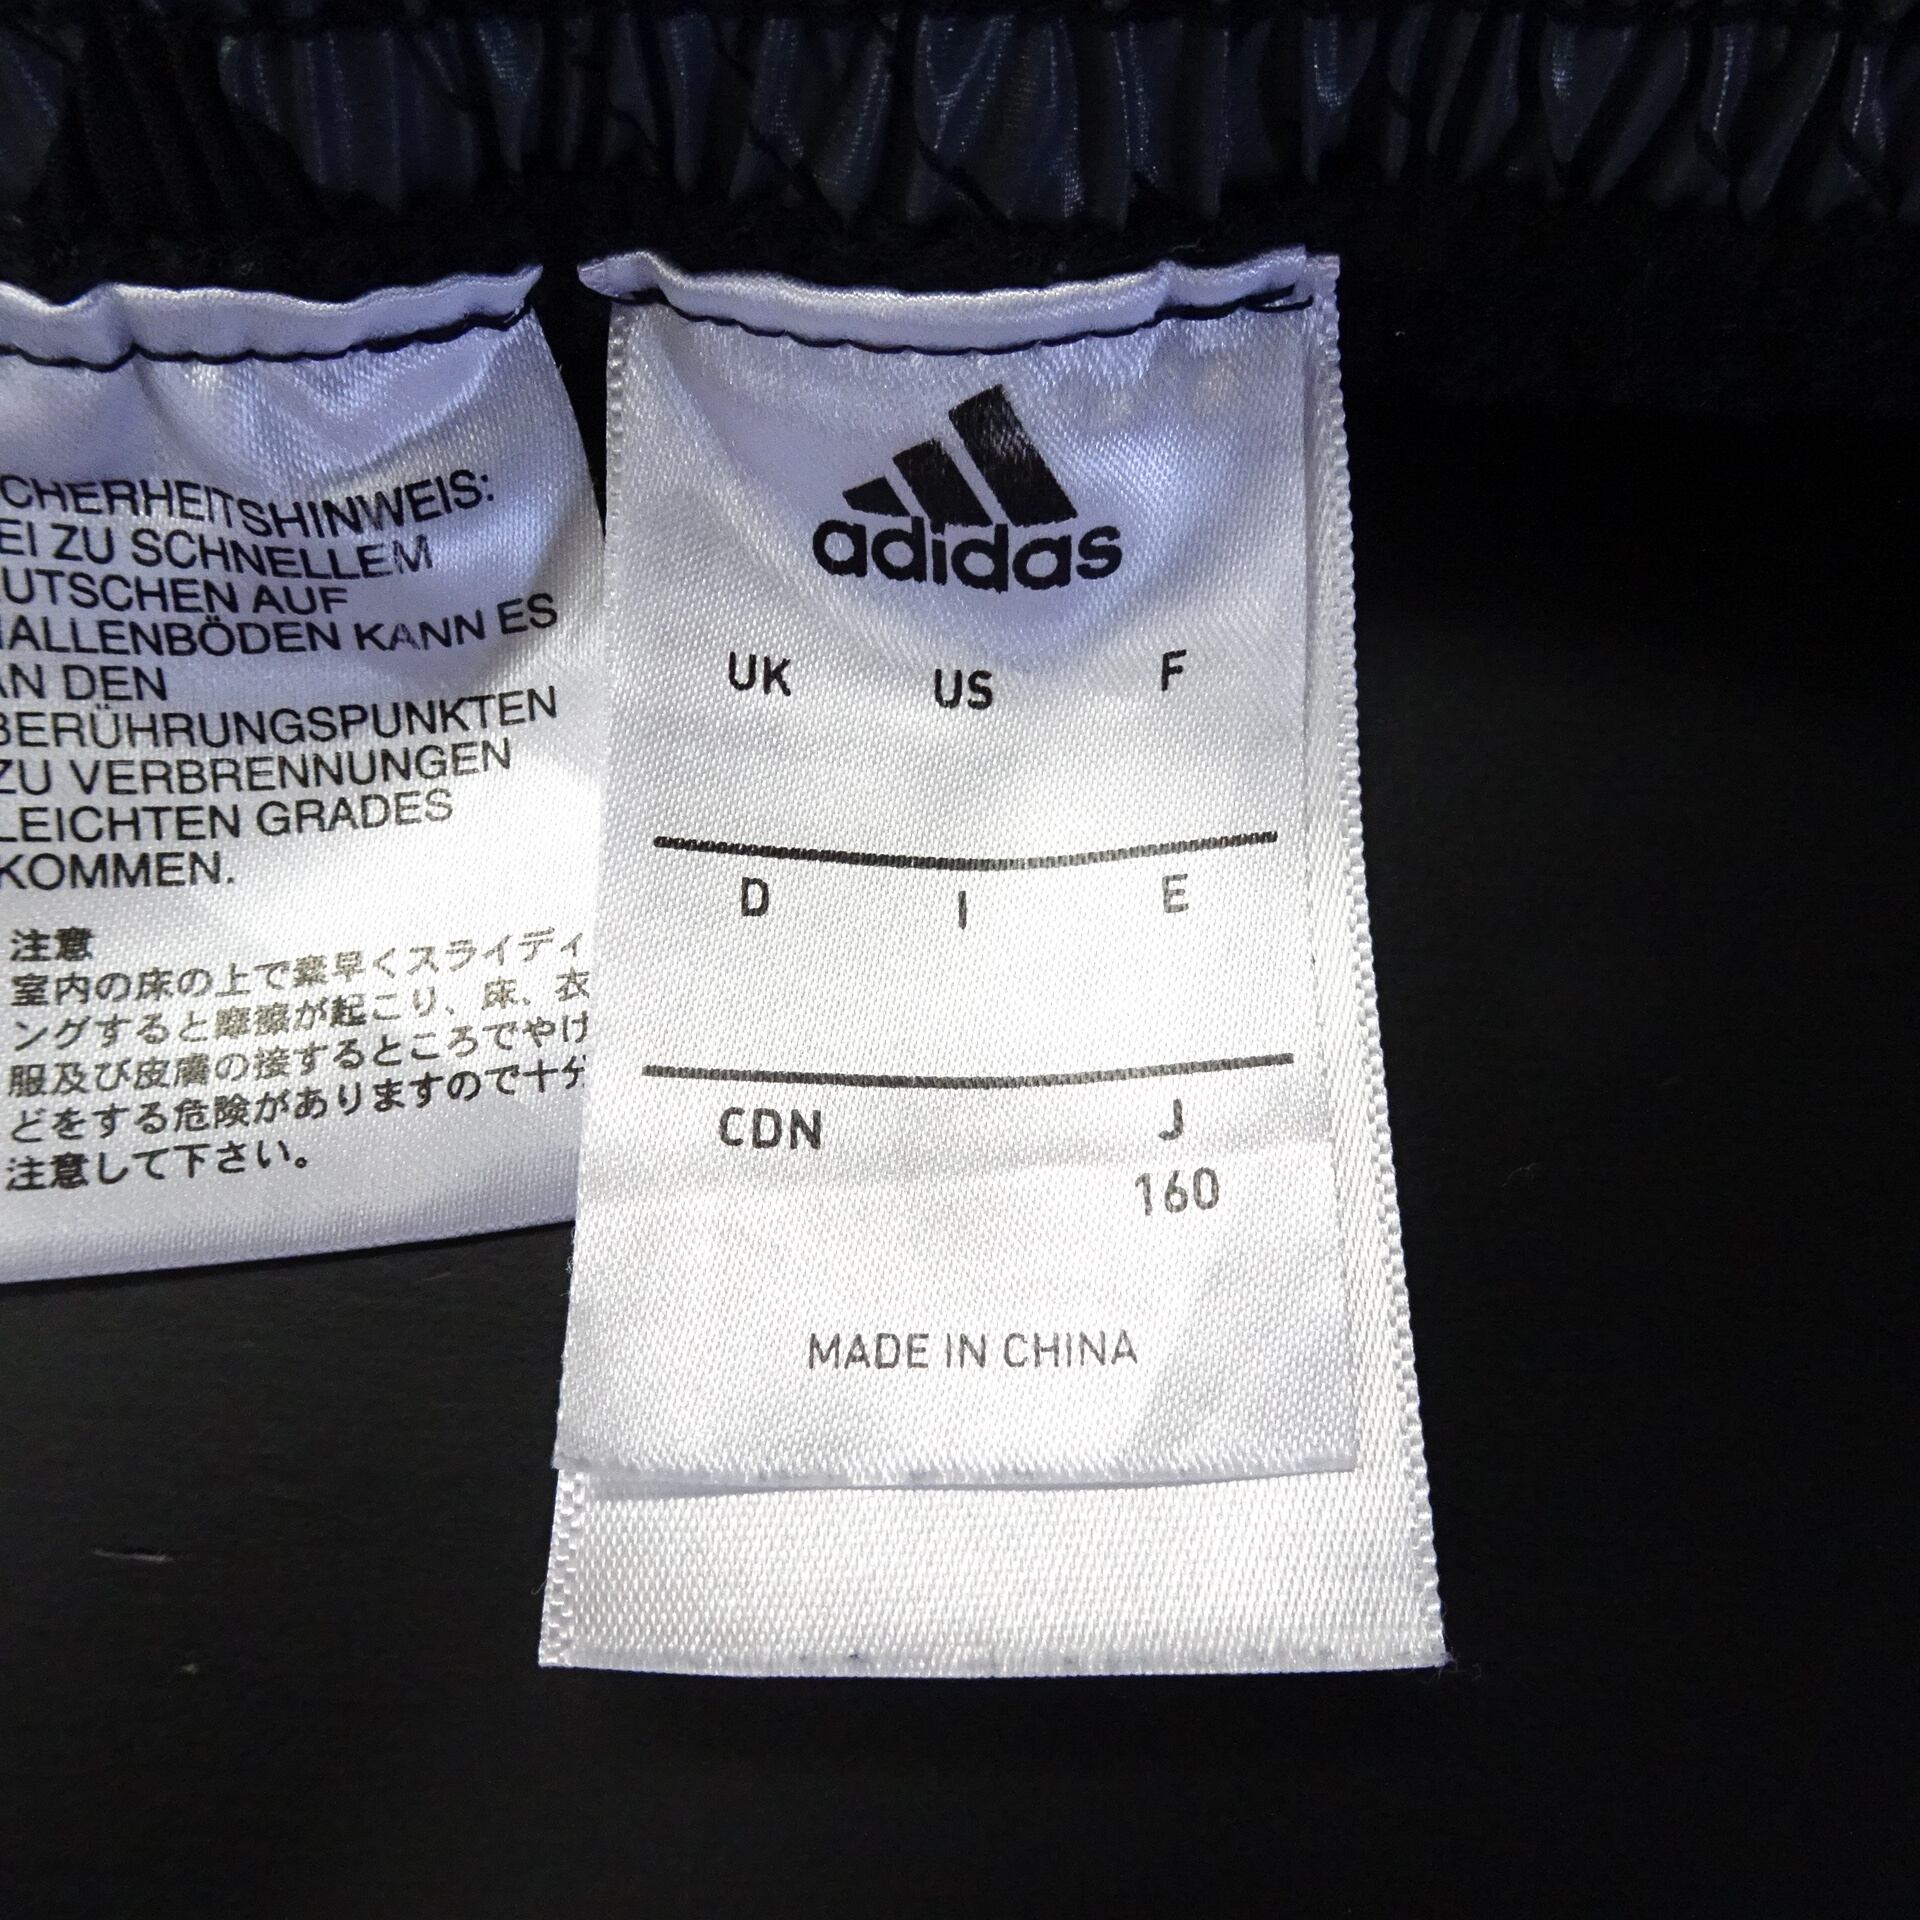 CHERHEITSHINWEIS:
EI ZU SCHNELLEM
UTSCHEN AUF
HALLENBÖDEN KANN ES
AN DEN
BERÜHRUNGSPUNKTEN
ZU VERBRENNUNGEN
LEICHTEN GRADES
KOMMEN.
注意
室内の床の上で素早くスライディ
ングすると摩擦が起こり、床、衣
服及び皮膚の接するところでやけ
どをする危険がありますので十分
注意して下さい。
adidas
UK US F
D I E
CDN J
160
MADE IN CHINA